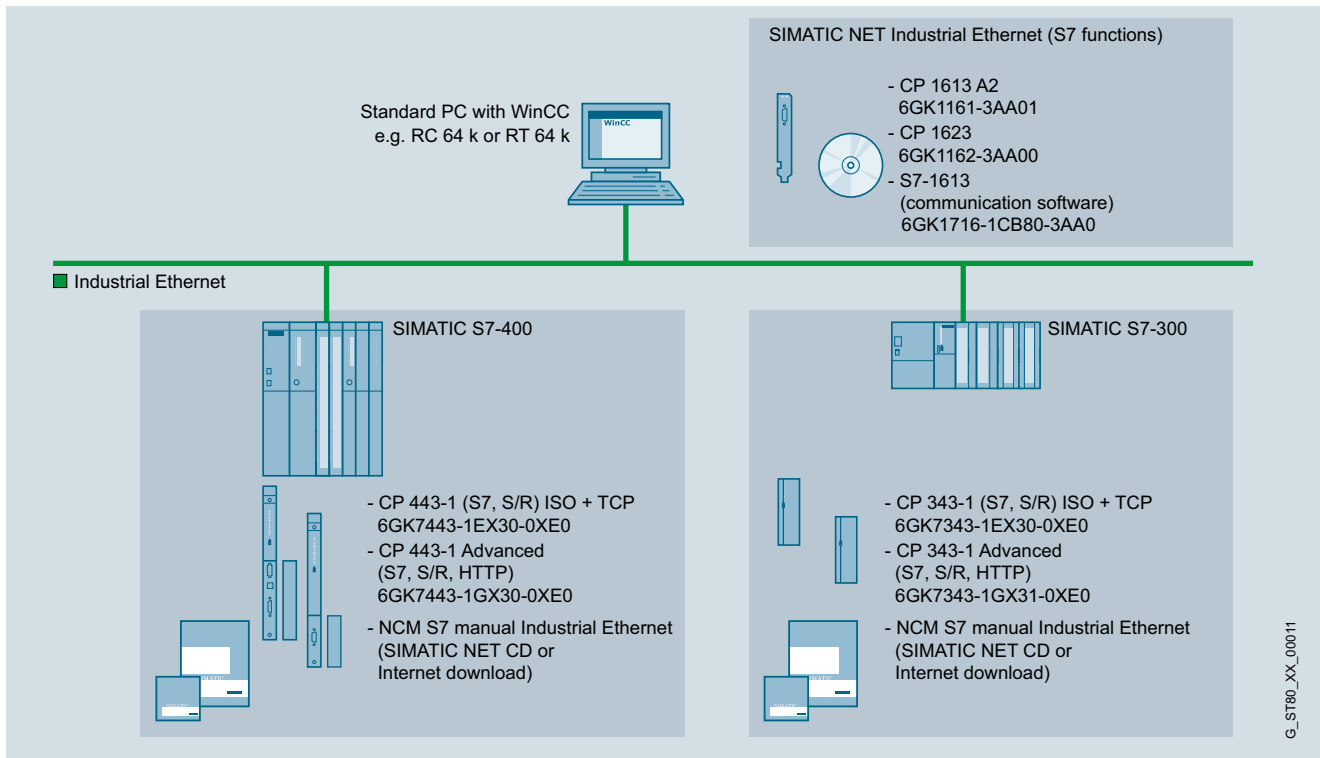 SIMATIC NET Industrial Ethernet (S7 functions)
- CP 1613 A2
6GK1161-3AA01
- CP 1623
6GK1162-3AA00
- S7-1613
(communication software)
6GK1716-1CB80-3AA0
Standard PC with WinCC
e.g. RC 64 k or RT 64 k
WinCC
Industrial Ethernet
SIMATIC S7-400
- CP 443-1 (S7, S/R) ISO + TCP
6GK7443-1EX30-0XE0
- CP 443-1 Advanced
(S7, S/R, HTTP)
6GK7443-1GX30-0XE0
- NCM S7 manual Industrial Ethernet
(SIMATIC NET CD or
Internet download)
SIMATIC
SIMATIC S7-300
- CP 343-1 (S7, S/R) ISO + TCP
6GK7343-1EX30-0XE0
- CP 343-1 Advanced
(S7, S/R, HTTP)
6GK7343-1GX31-0XE0
- NCM S7 manual Industrial Ethernet
(SIMATIC NET CD or
Internet download)
SIMATIC
G_ST80_XX_00011